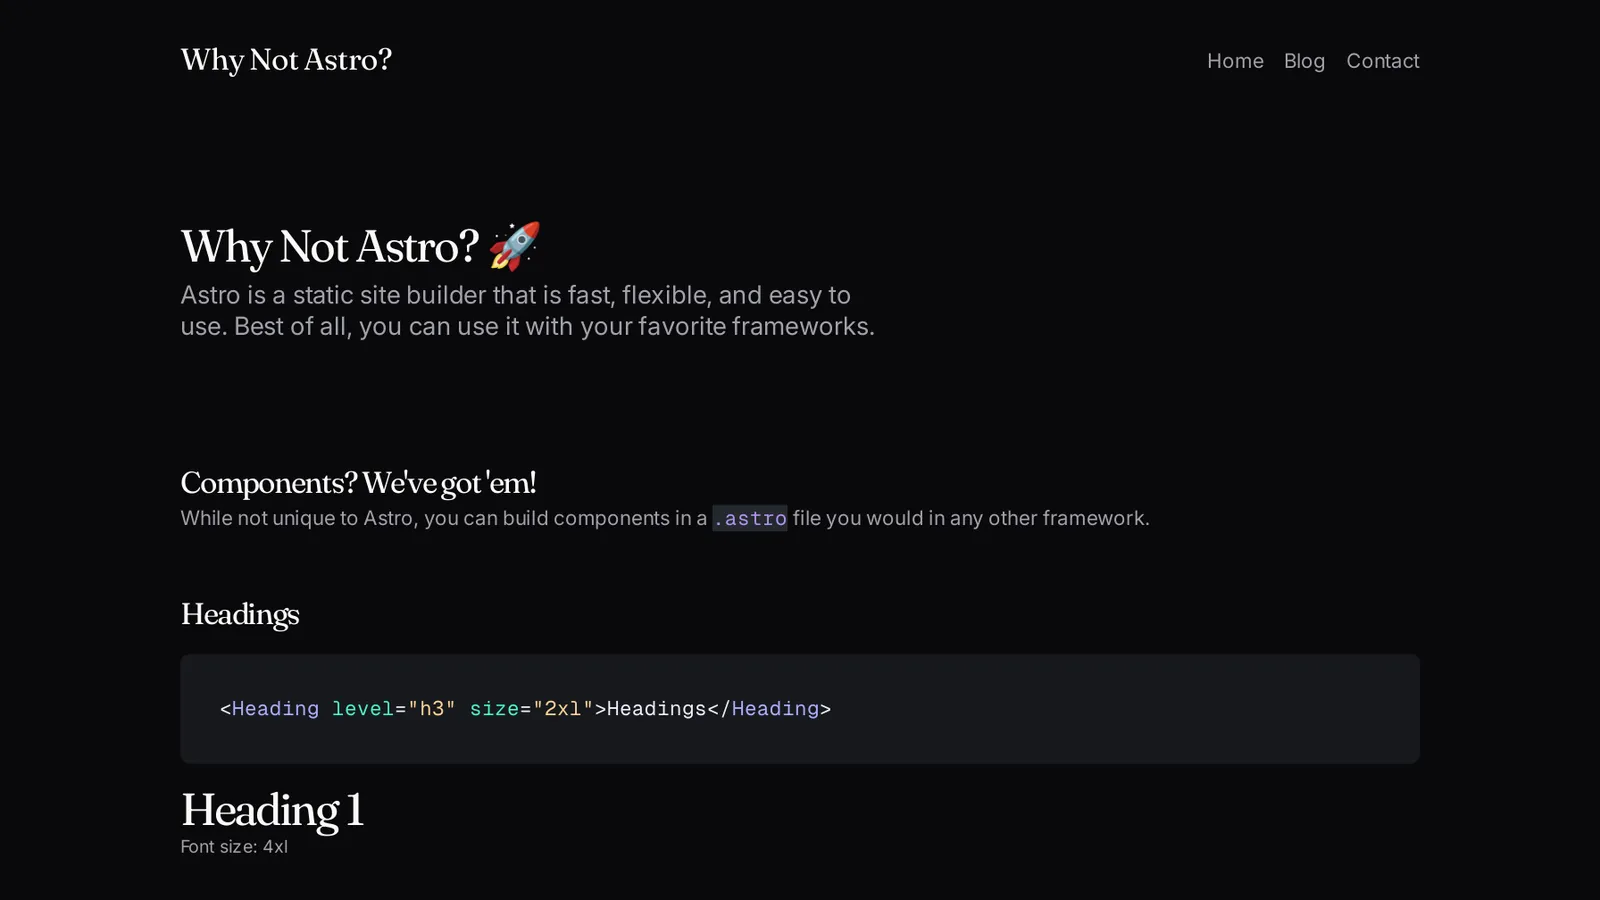 Why Not Astro?
Home Blog Contact
Why Not Astro? 🚀
Astro is a static site builder that is fast, flexible, and easy to
use. Best of all, you can use it with your favorite frameworks.
Components? We've got 'em!
While not unique to Astro, you can build components in a .astro file you would in any other framework.
Headings
<Heading level="h3" size="2xl">Headings</Heading>
Heading 1
Font size: 4xl